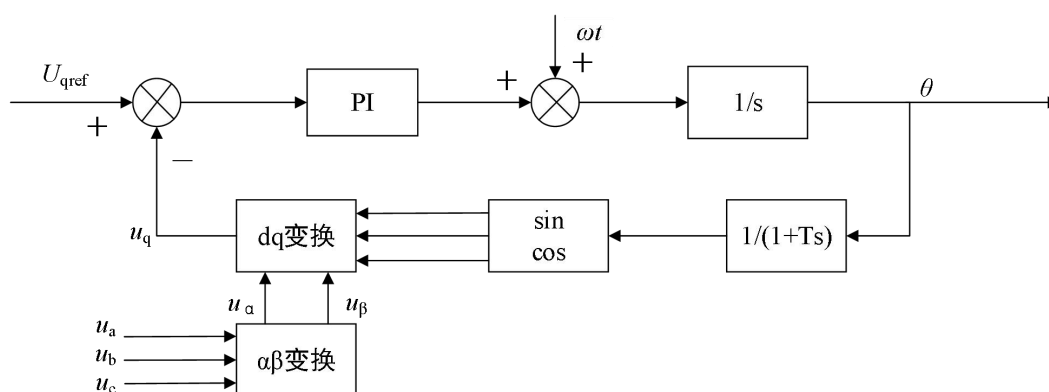 ωt
U_qref
+
+
+
−
PI
1/s
θ
u_q
dq变换
sin
cos
1/(1+Ts)
u_α
u_β
u_a
u_b
u_c
αβ变换